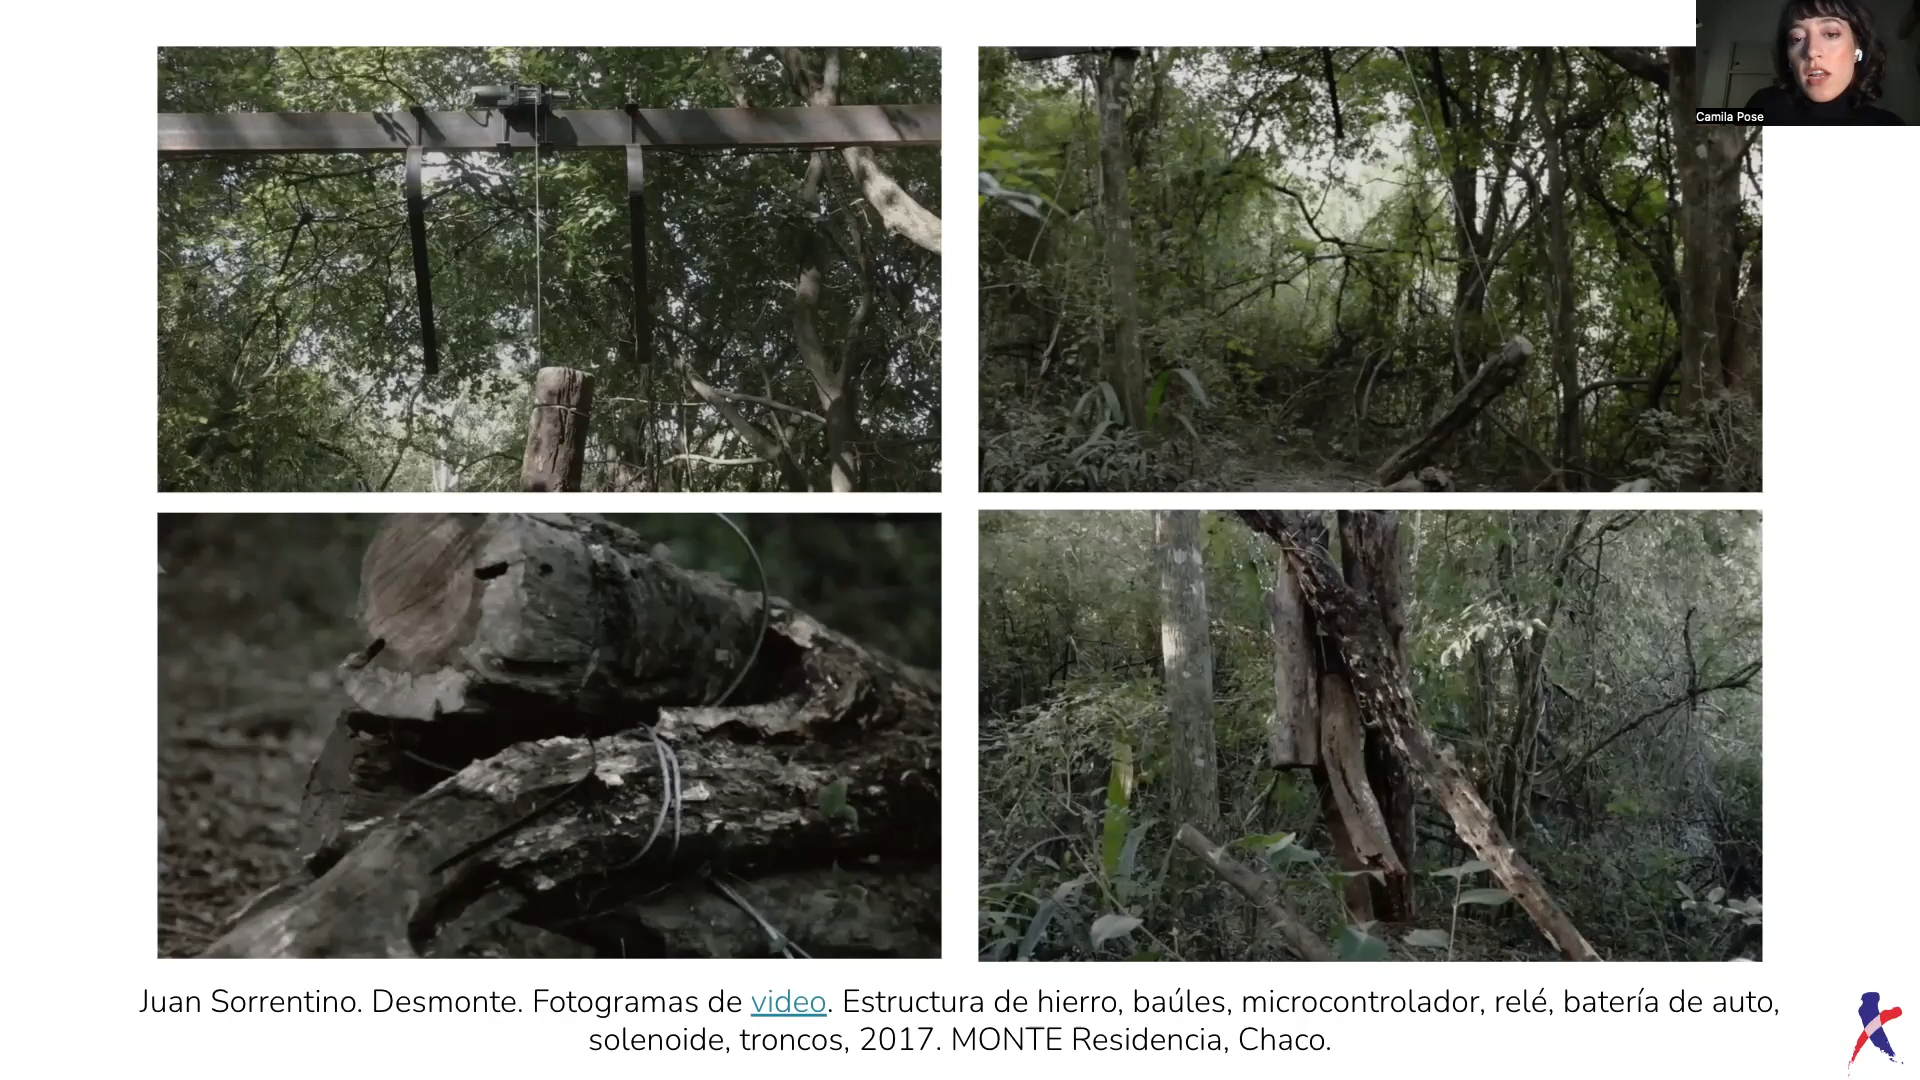 Camila Pose
Juan Sorrentino. Desmonte. Fotogramas de video. Estructura de hierro, baúles, microcontrolador, relé, batería de auto,
solenoide, troncos, 2017. MONTE Residencia, Chaco.